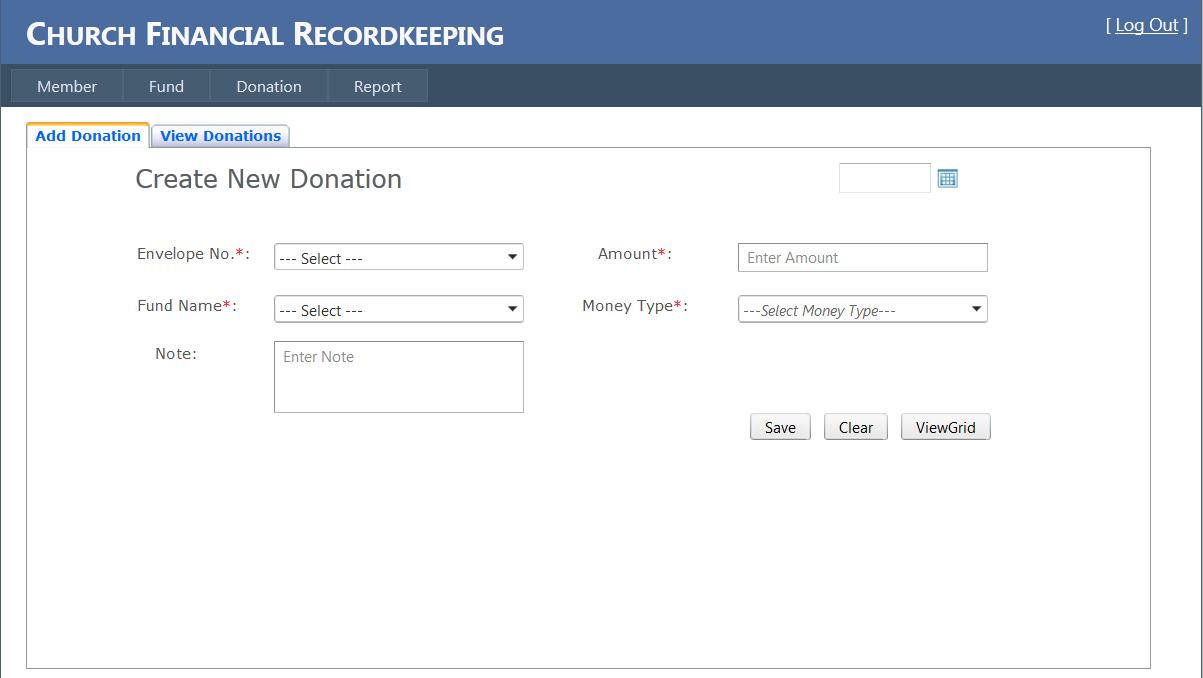 CHURCH FINANCIAL RECORDKEEPING
[ Log Out ]
Member Fund Donation Report
Add Donation View Donations
Create New Donation
Envelope No.*: --- Select --- Amount*: Enter Amount
Fund Name*: --- Select --- Money Type*: ---Select Money Type---
Note: Enter Note
Save Clear ViewGrid